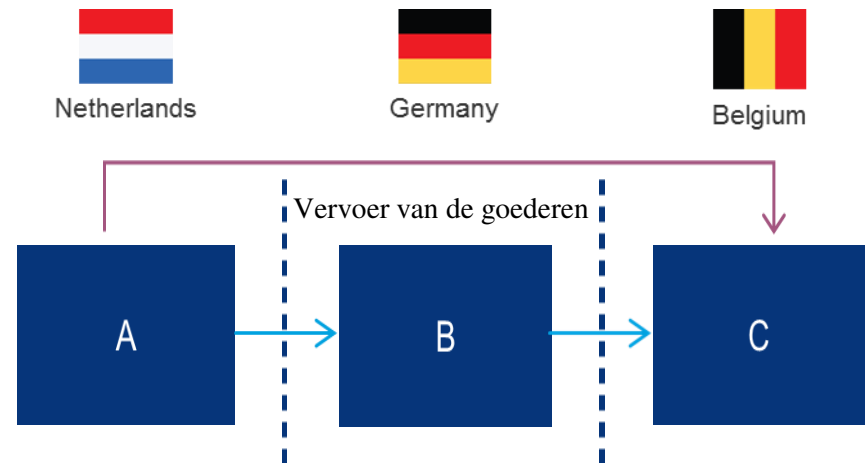 Netherlands
Germany
Belgium
Vervoer van de goederen
A
B
C